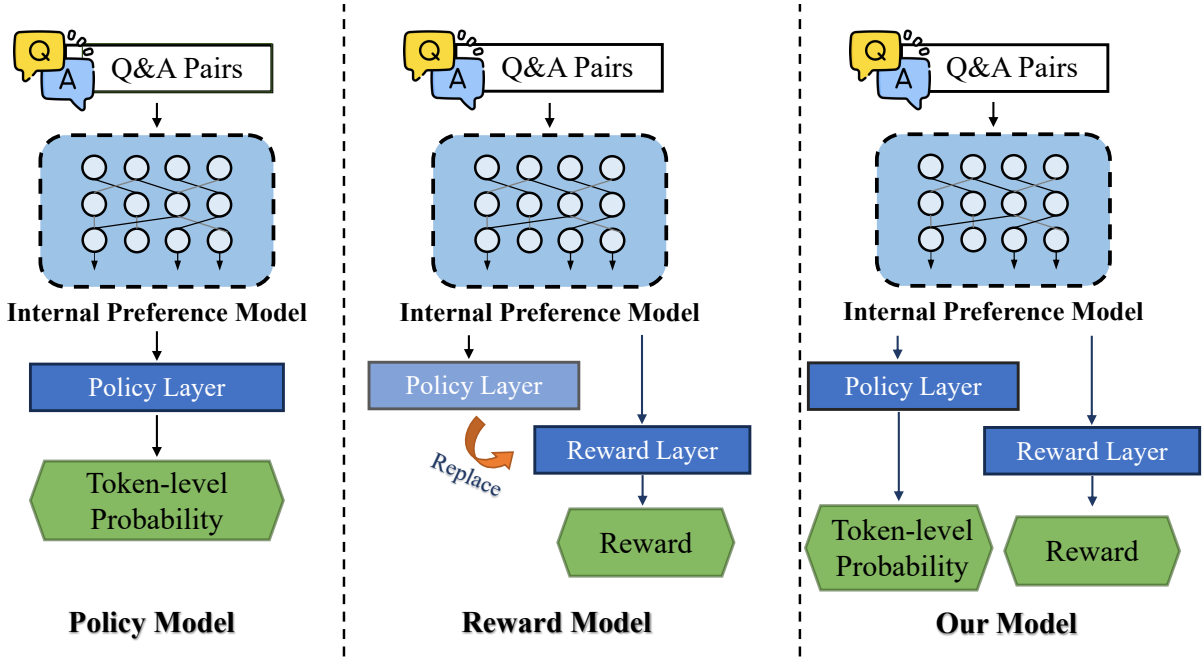 Q
A
Q&A Pairs
Internal Preference Model
Policy Layer
Token-level
Probability
Policy Model
Q
A
Q&A Pairs
Internal Preference Model
Policy Layer
Replace
Reward Layer
Reward
Reward Model
Q
A
Q&A Pairs
Internal Preference Model
Policy Layer
Reward Layer
Token-level
Probability
Reward
Our Model